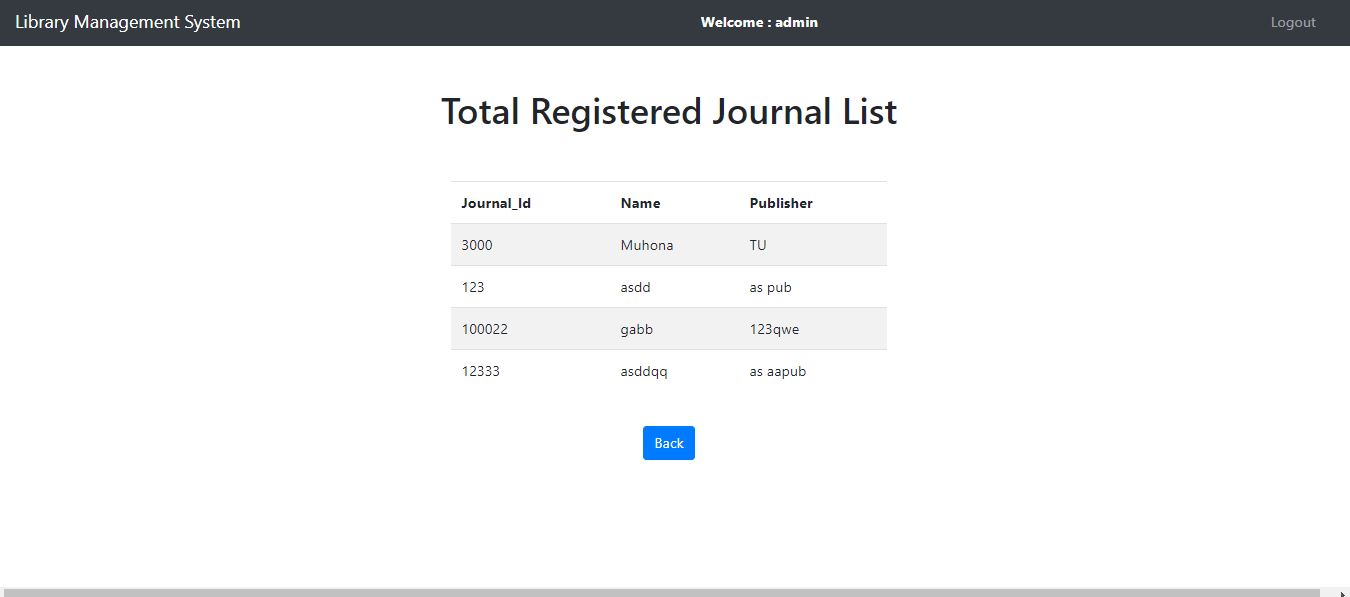 Library Management System Welcome : admin Logout
Total Registered Journal List
Journal_Id Name Publisher
3000 Muhona TU
123 asdd as pub
100022 gabb 123qwe
12333 asddqq as aapub
Back